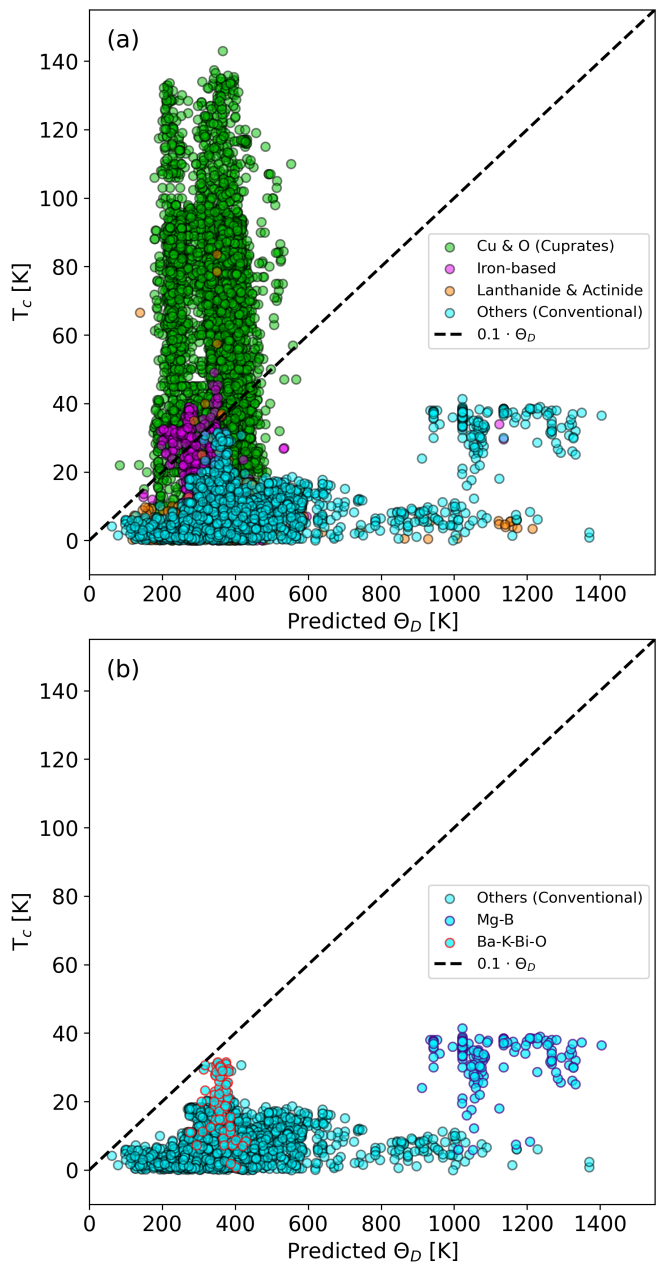 (a)
140
120
100
80
60
40
20
0
T_c [K]
Cu & O (Cuprates)
Iron-based
Lanthanide & Actinide
Others (Conventional)
0.1 · Θ_D
0 200 400 600 800 1000 1200 1400
Predicted Θ_D [K]
(b)
140
120
100
80
60
40
20
0
T_c [K]
Others (Conventional)
Mg-B
Ba-K-Bi-O
0.1 · Θ_D
0 200 400 600 800 1000 1200 1400
Predicted Θ_D [K]